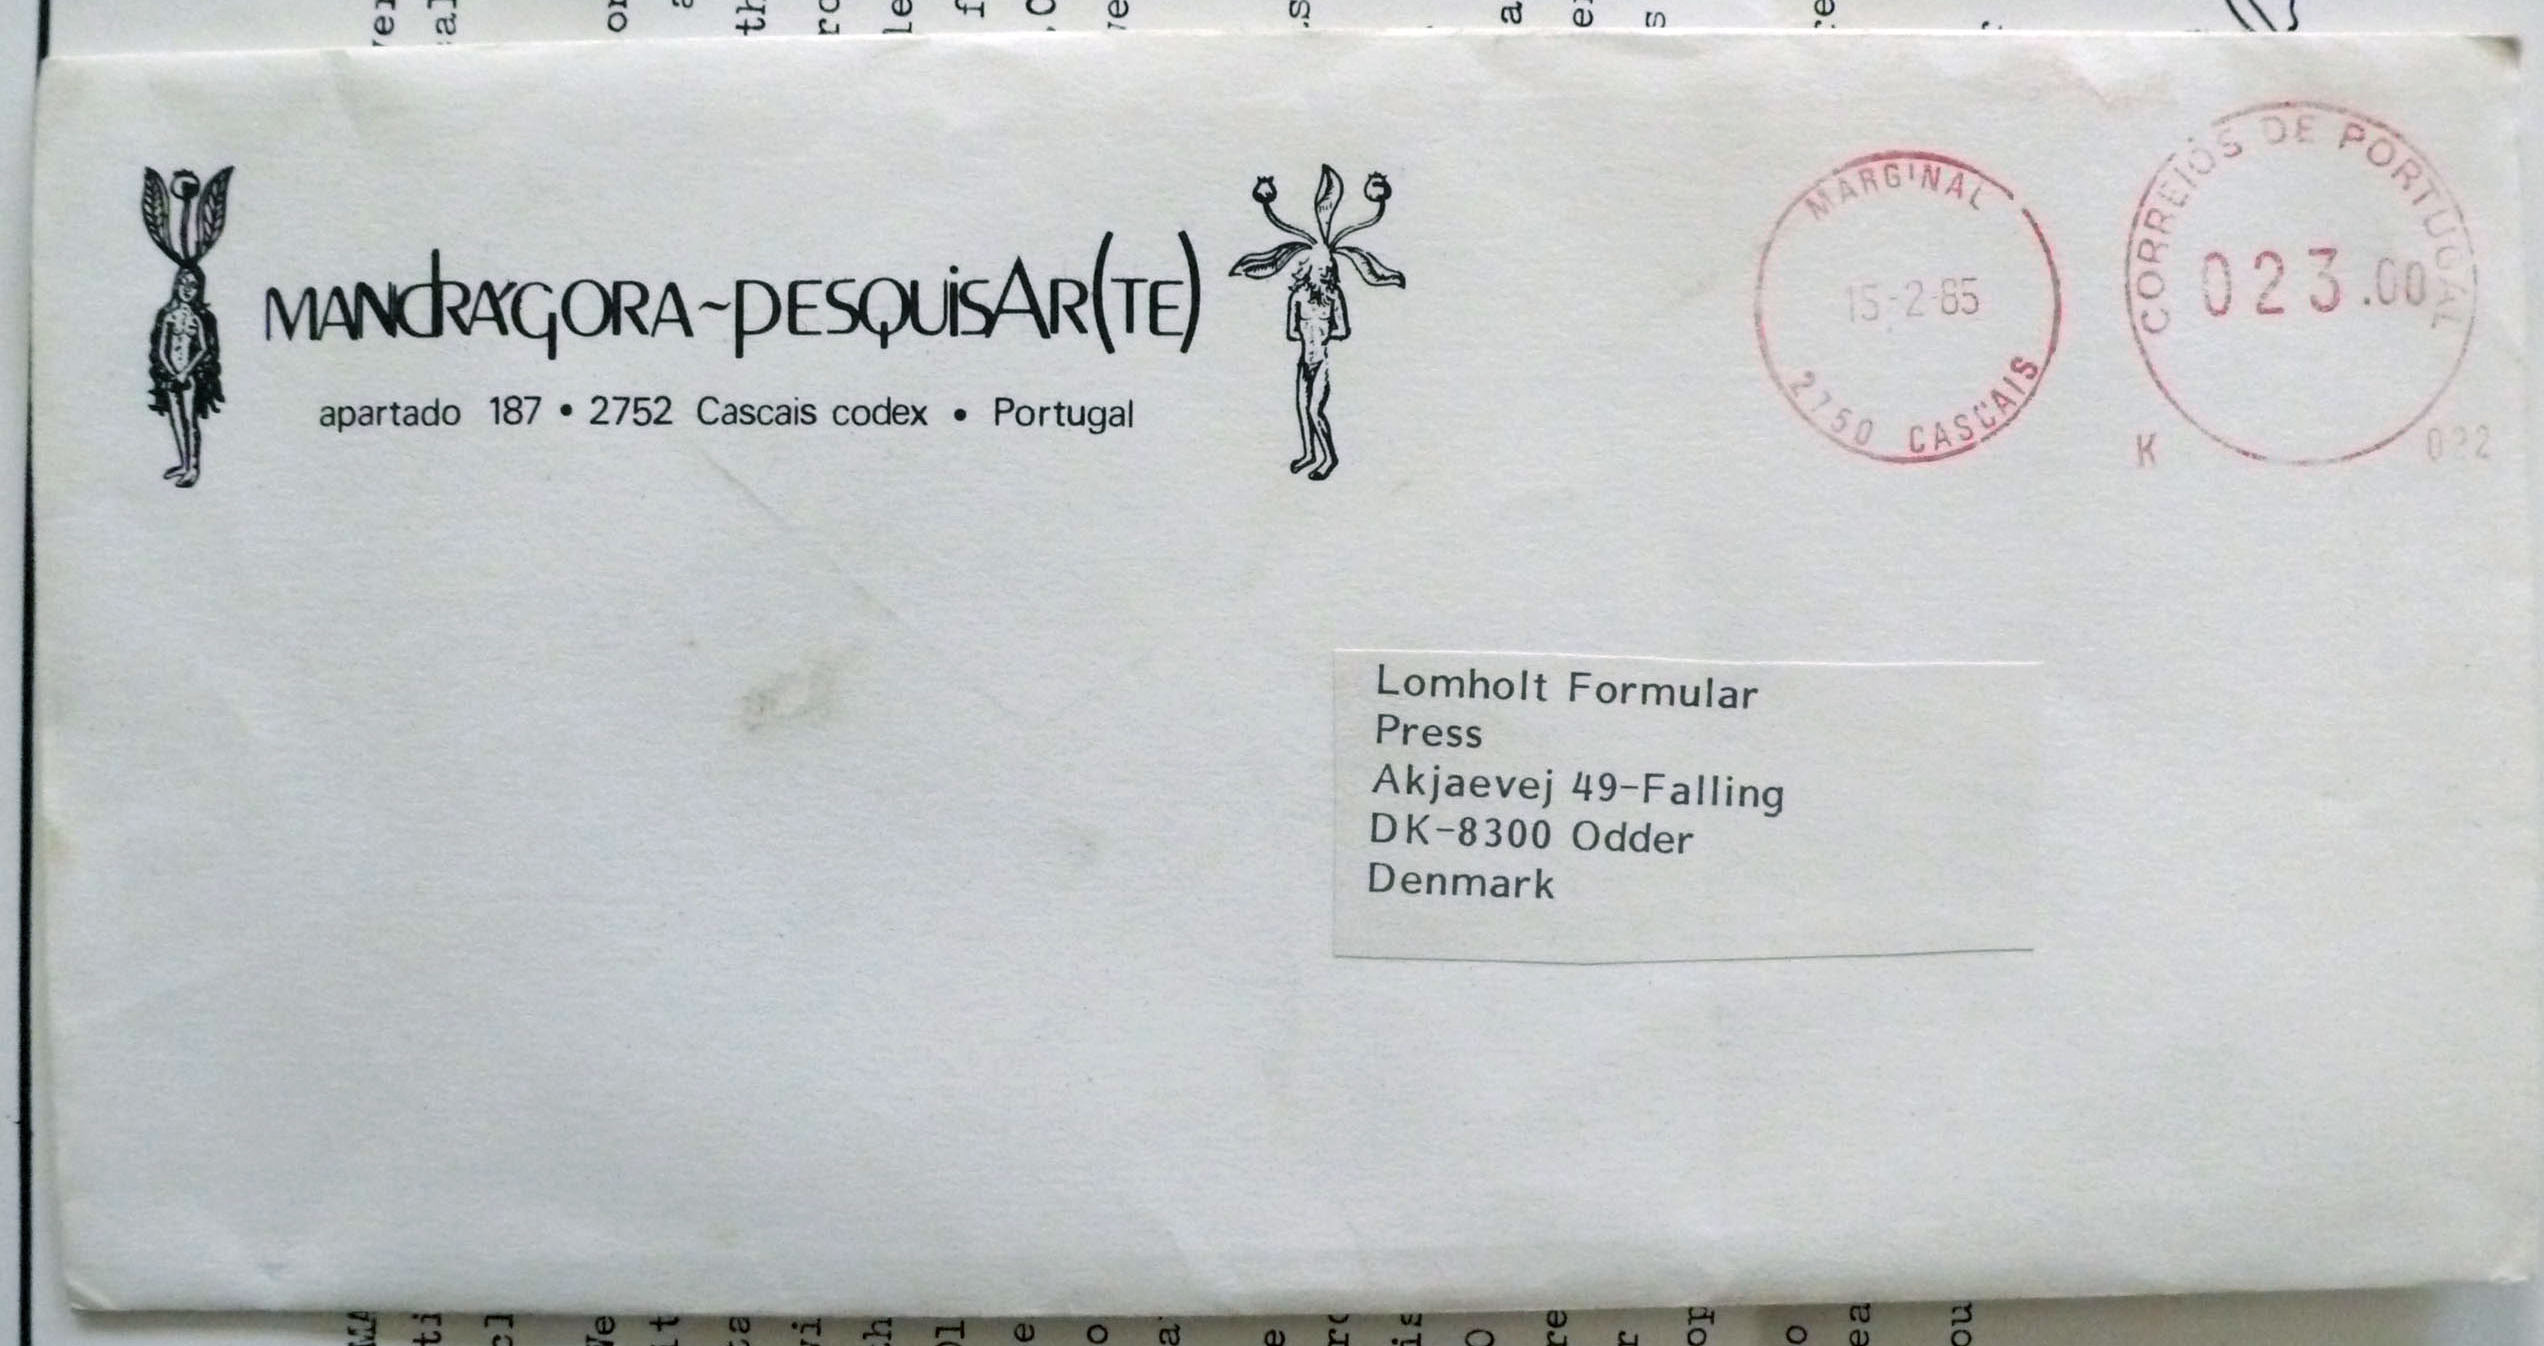 MANDRÁGORA~PESQUISAR(TE)
apartado 187 • 2752 Cascais codex • Portugal
MARGINAL
15.-2-85
2750 CASCAIS
CORREIOS DE PORTUGAL
023.00
K 022
Lomholt Formular
Press
Akjaevej 49-Falling
DK-8300 Odder
Denmark